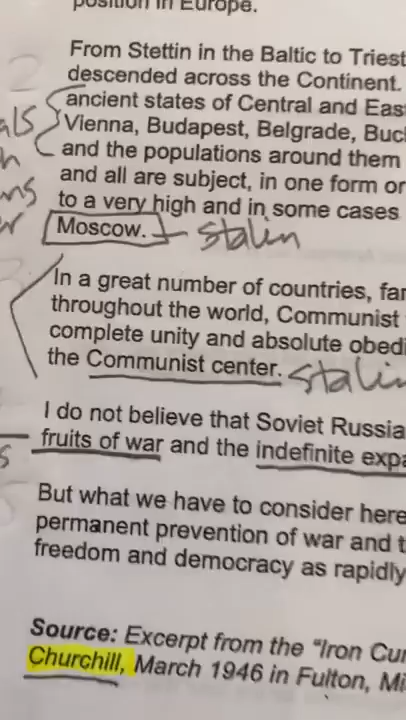 position in Europe.
From Stettin in the Baltic to Triest
descended across the Continent.
ancient states of Central and Eas
Vienna, Budapest, Belgrade, Buc
and the populations around them
and all are subject, in one form or
to a very high and in some cases
Moscow. Stalen
In a great number of countries, far
throughout the world, Communist
complete unity and absolute obed
the Communist center. Stalin
I do not believe that Soviet Russia
fruits of war and the indefinite expa
But what we have to consider here
permanent prevention of war and t
freedom and democracy as rapidly
Source: Excerpt from the "Iron Cur
Churchill, March 1946 in Fulton, Mi